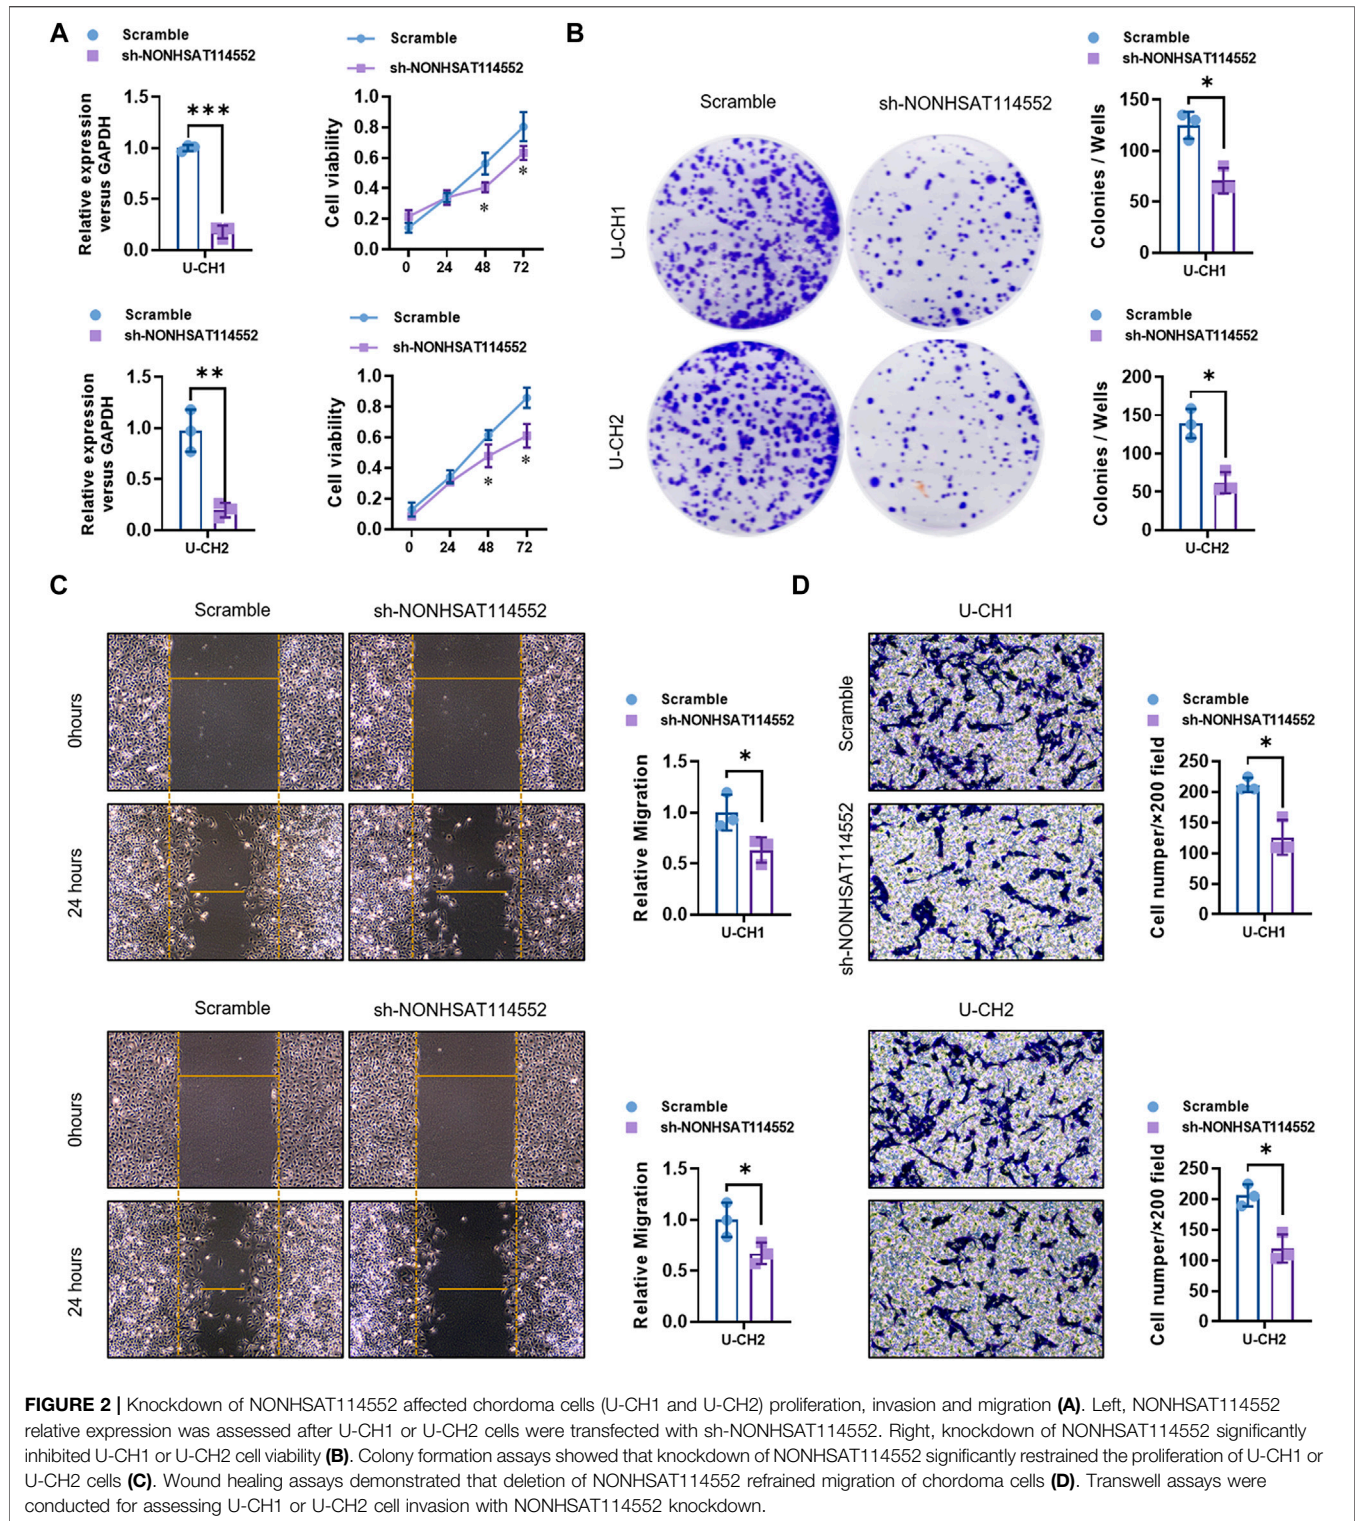 A
Scramble
sh-NONHSAT114552
Relative expression
versus GAPDH
1.5
1.0
0.5
0.0
***
U-CH1
Scramble
sh-NONHSAT114552
Cell viability
1.0
0.8
0.6
0.4
0.2
0.0
*
*
0 24 48 72
Scramble
sh-NONHSAT114552
Relative expression
versus GAPDH
1.5
1.0
0.5
0.0
**
U-CH2
Scramble
sh-NONHSAT114552
Cell viability
1.0
0.8
0.6
0.4
0.2
0.0
*
*
0 24 48 72
B
Scramble sh-NONHSAT114552
U-CH1
U-CH2
Scramble
sh-NONHSAT114552
Colonies / Wells
150
100
50
0
*
U-CH1
Scramble
sh-NONHSAT114552
Colonies / Wells
200
150
100
50
0
*
U-CH2
C
Scramble sh-NONHSAT114552
0hours
24 hours
Scramble
sh-NONHSAT114552
Relative Migration
1.5
1.0
0.5
0.0
*
U-CH1
Scramble sh-NONHSAT114552
0hours
24 hours
Scramble
sh-NONHSAT114552
Relative Migration
1.5
1.0
0.5
0.0
*
U-CH2
D
U-CH1
Scramble
sh-NONHSAT114552
Scramble
sh-NONHSAT114552
Cell numper/×200 field
250
200
150
100
50
0
*
U-CH1
U-CH2
Scramble
sh-NONHSAT114552
Cell numper/×200 field
250
200
150
100
50
0
*
U-CH2
FIGURE 2 | Knockdown of NONHSAT114552 affected chordoma cells (U-CH1 and U-CH2) proliferation, invasion and migration (A). Left, NONHSAT114552
relative expression was assessed after U-CH1 or U-CH2 cells were transfected with sh-NONHSAT114552. Right, knockdown of NONHSAT114552 significantly
inhibited U-CH1 or U-CH2 cell viability (B). Colony formation assays showed that knockdown of NONHSAT114552 significantly restrained the proliferation of U-CH1 or
U-CH2 cells (C). Wound healing assays demonstrated that deletion of NONHSAT114552 refrained migration of chordoma cells (D). Transwell assays were
conducted for assessing U-CH1 or U-CH2 cell invasion with NONHSAT114552 knockdown.